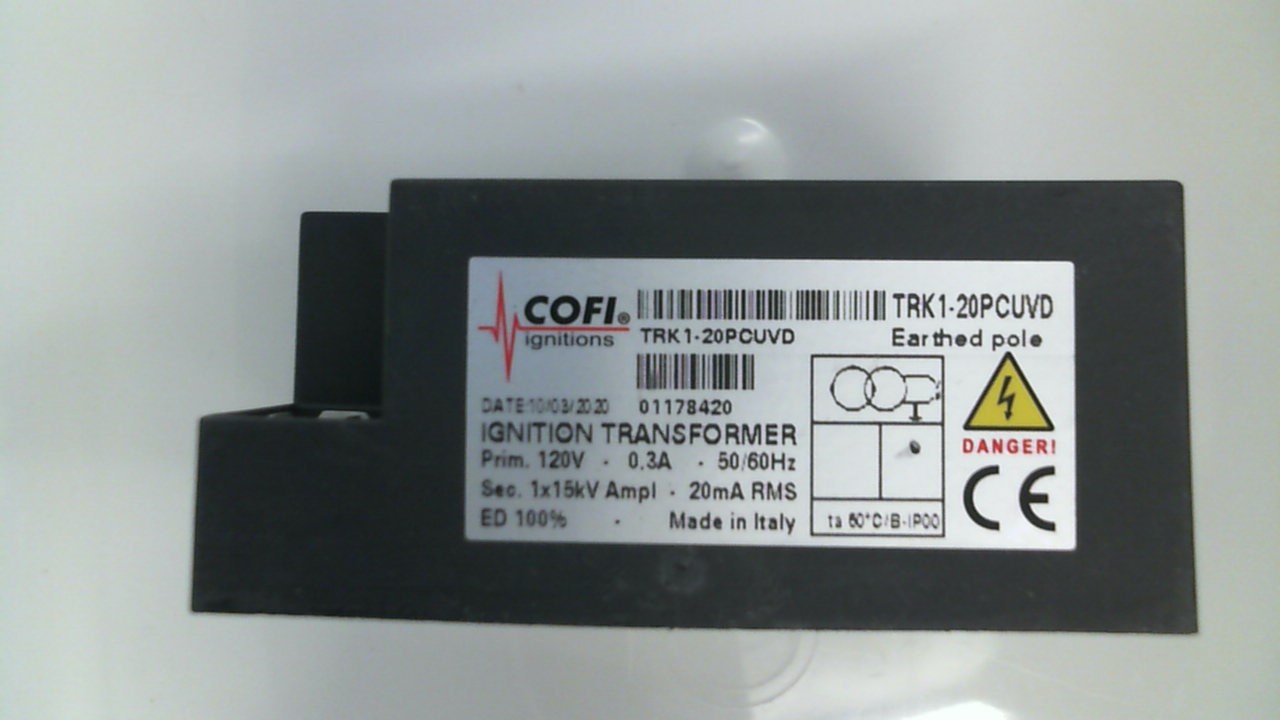 COFI®
ignitions
TRK1-20PCUVD
TRK1-20PCUVD
Earthed pole
DATE:10/03/2020 01178420
IGNITION TRANSFORMER
Prim. 120V - 0.3A - 50/60Hz
Sec. 1x15kV Ampl - 20mA RMS
ED 100% - Made in Italy
ta 60°C/B-IP00
DANGER!
CE